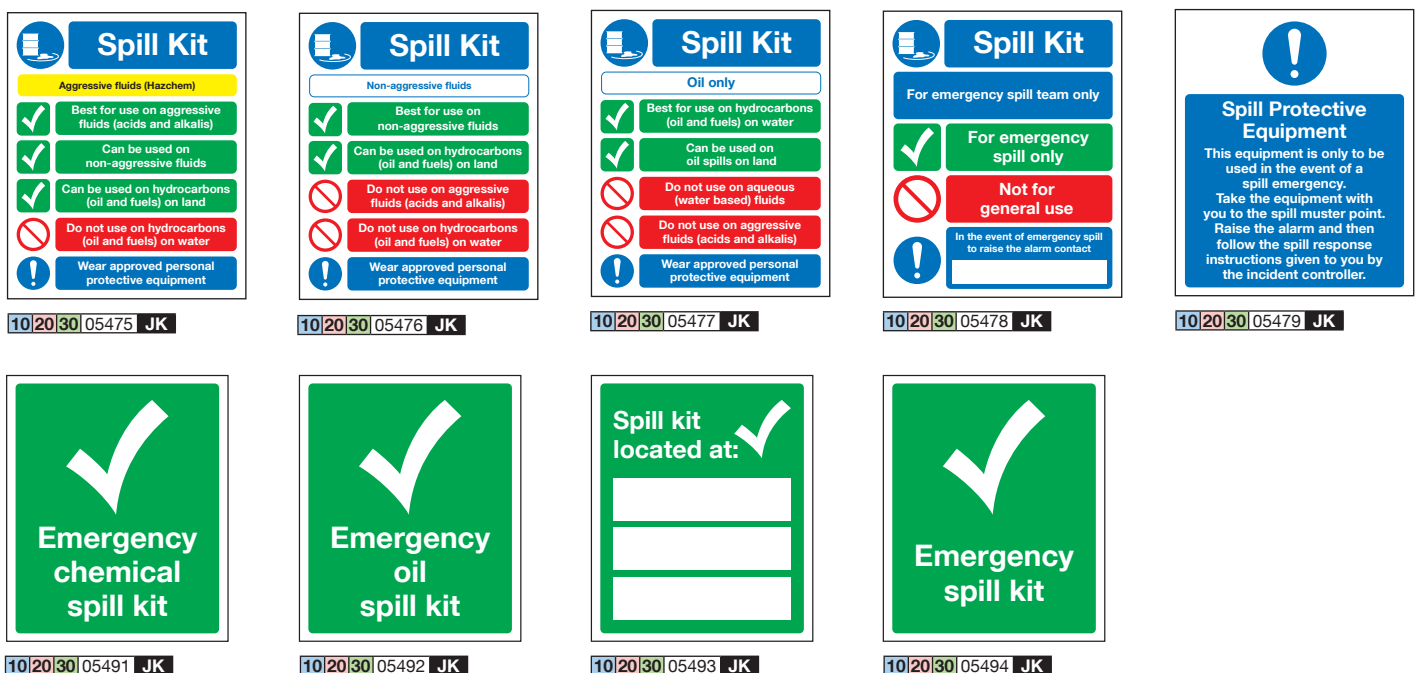 Spill Kit
Aggressive fluids (Hazchem)
Best for use on aggressive
fluids (acids and alkalis)
Can be used on
non-aggressive fluids
Can be used on hydrocarbons
(oil and fuels) on land
Do not use on hydrocarbons
(oil and fuels) on water
Wear approved personal
protective equipment
10 20 30 05475 JK
Spill Kit
Non-aggressive fluids
Best for use on
non-aggressive fluids
Can be used on hydrocarbons
(oil and fuels) on land
Do not use on aggressive
fluids (acids and alkalis)
Do not use on hydrocarbons
(oil and fuels) on water
Wear approved personal
protective equipment
10 20 30 05476 JK
Spill Kit
Oil only
Best for use on hydrocarbons
(oil and fuels) on water
Can be used on
oil spills on land
Do not use on aqueous
(water based) fluids
Do not use on aggressive
fluids (acids and alkalis)
Wear approved personal
protective equipment
10 20 30 05477 JK
Spill Kit
For emergency spill team only
For emergency
spill only
Not for
general use
In the event of emergency spill
to raise the alarm contact
10 20 30 05478 JK
Spill Protective
Equipment
This equipment is only to be
used in the event of a
spill emergency.
Take the equipment with
you to the spill muster point.
Raise the alarm and then
follow the spill response
instructions given to you by
the incident controller.
10 20 30 05479 JK
Emergency
chemical
spill kit
10 20 30 05491 JK
Emergency
oil
spill kit
10 20 30 05492 JK
Spill kit
located at:
10 20 30 05493 JK
Emergency
spill kit
10 20 30 05494 JK